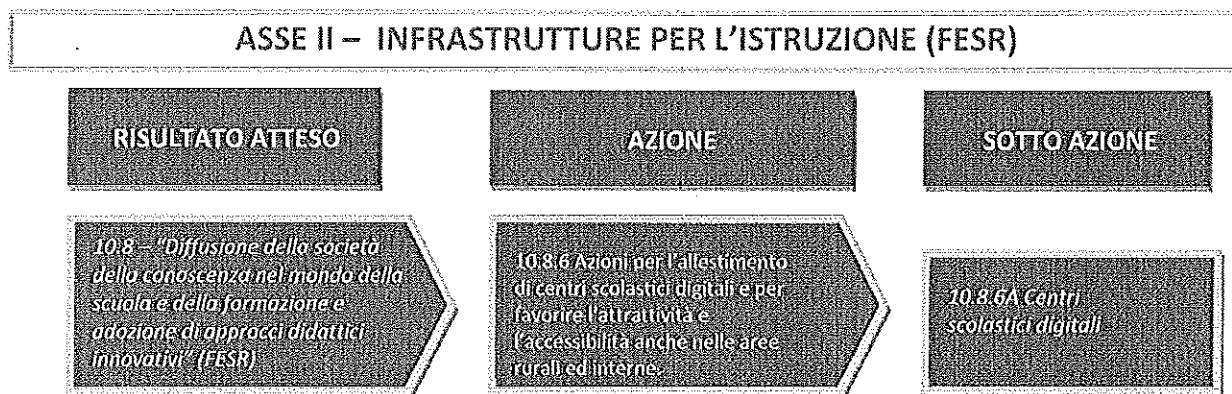 ASSE II – INFRASTRUTTURE PER L'ISTRUZIONE (FESR)
RISULTATO ATTESO
AZIONE
SOTTO AZIONE
10.8 – "Diffusione della società
della conoscenza nel mondo della
scuola e della formazione e
adozione di approcci didattici
innovativi" (FESR)
10.8.6 Azioni per l'allestimento
di centri scolastici digitali e per
favorire l'attrattività e
l'accessibilità anche nelle aree
rurali ed interne.
10.8.6A Centri
scolastici digitali